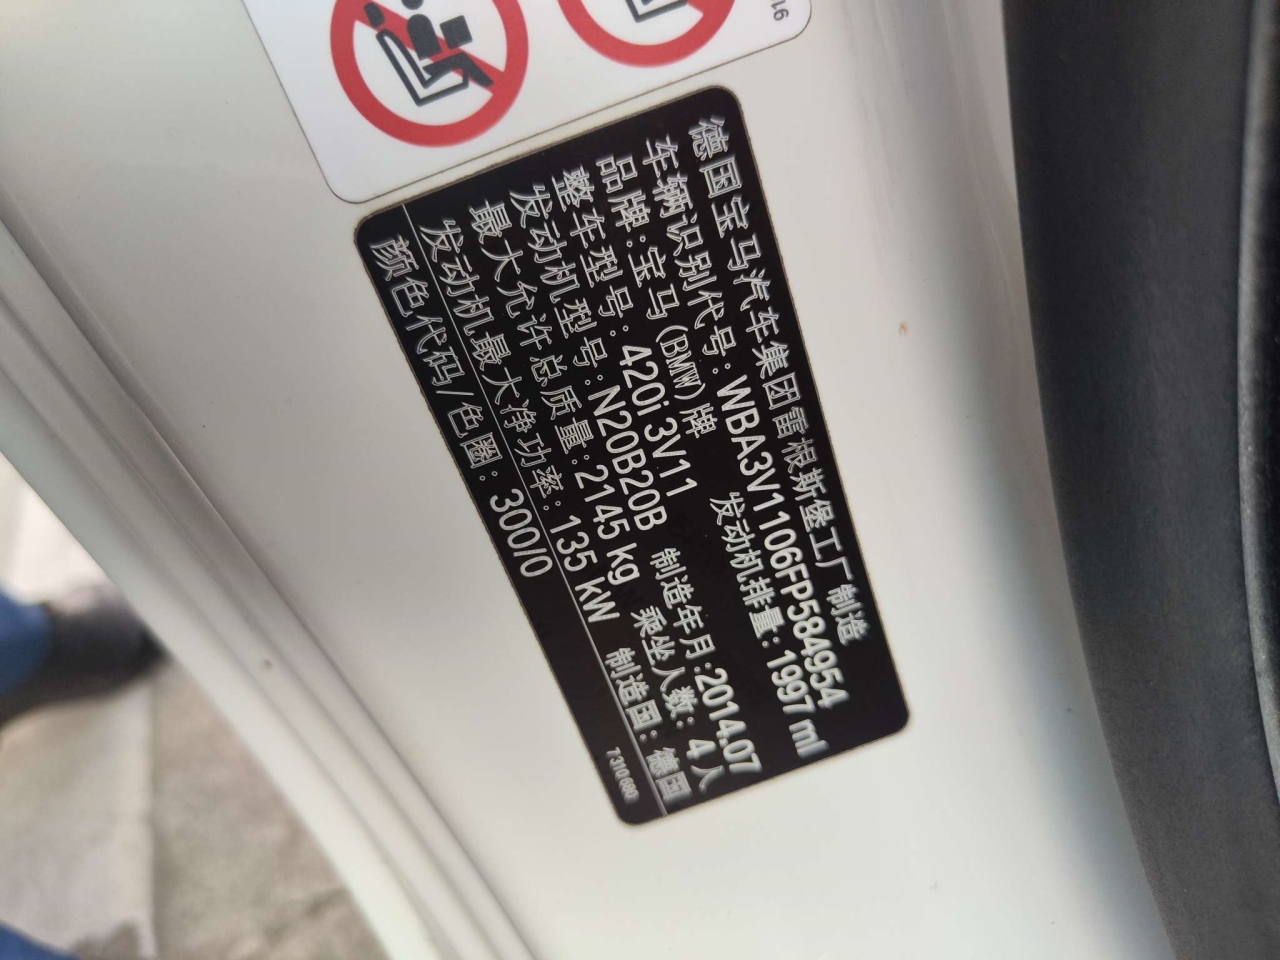 916
德国宝马汽车集团雷根斯堡工厂制造
车辆识别代号: WBA3V1106FP584954
品牌:宝马(BMW)牌 发动机排量: 1997 ml
整车型号: 420i 3V11
发动机型号: N20B20B 制造年月:2014.07
最大允许总质量: 2145 kg 乘坐人数: 4人
发动机最大净功率: 135 kW 制造国: 德国
颜色代码/色圈: 300/0 7310680